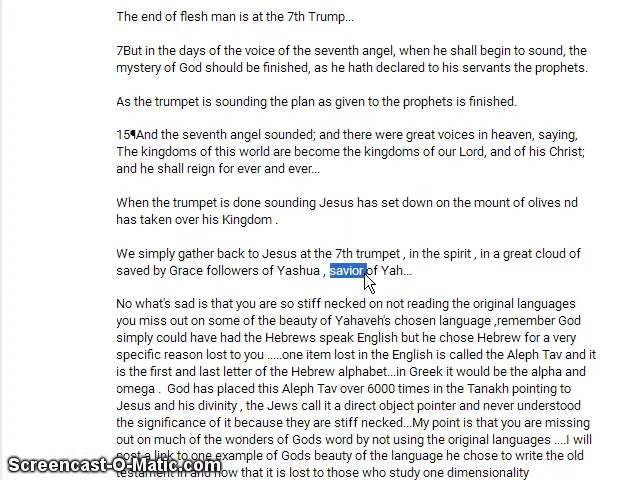 The end of flesh man is at the 7th Trump...
7But in the days of the voice of the seventh angel, when he shall begin to sound, the
mystery of God should be finished, as he hath declared to his servants the prophets.
As the trumpet is sounding the plan as given to the prophets is finished.
15¶And the seventh angel sounded; and there were great voices in heaven, saying,
The kingdoms of this world are become the kingdoms of our Lord, and of his Christ;
and he shall reign for ever and ever...
When the trumpet is done sounding Jesus has set down on the mount of olives nd
has taken over his Kingdom .
We simply gather back to Jesus at the 7th trumpet , in the spirit , in a great cloud of
saved by Grace followers of Yashua , savior of Yah...
No what's sad is that you are so stiff necked on not reading the original languages
you miss out on some of the beauty of Yahaveh's chosen language ,remember God
simply could have had the Hebrews speak English but he chose Hebrew for a very
specific reason lost to you .....one item lost in the English is called the Aleph Tav and it
is the first and last letter of the Hebrew alphabet...in Greek it would be the alpha and
omega . God has placed this Aleph Tav over 6000 times in the Tanakh pointing to
Jesus and his divinity , the Jews call it a direct object pointer and never understood
the significance of it because they are stiff necked...My point is that you are missing
out on much of the wonders of Gods word by not using the original languages ....I will
post a link to one example of Gods beauty of the language he chose to write the old
testament in and how that it is lost to those who study one dimensionality
Screencast-O-Matic.com